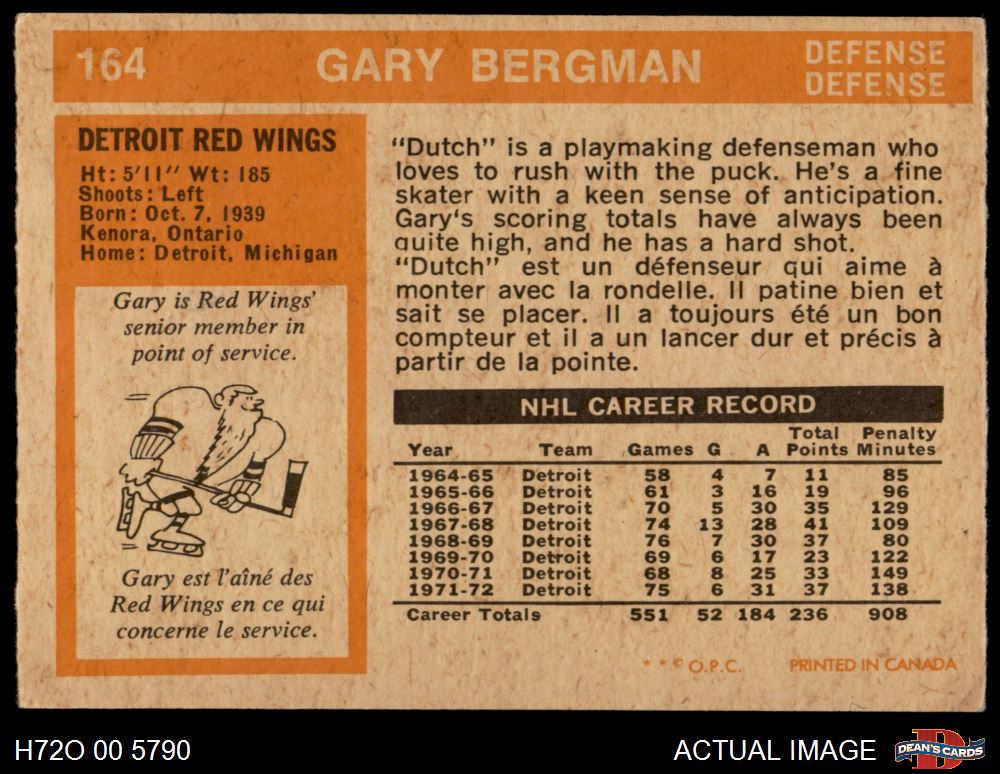 164 GARY BERGMAN DEFENSE
DEFENSE
DETROIT RED WINGS
Ht: 5'11" Wt: 185
Shoots: Left
Born: Oct. 7, 1939
Kenora, Ontario
Home: Detroit, Michigan
Gary is Red Wings'
senior member in
point of service.
Gary est l'aîné des
Red Wings en ce qui
concerne le service.
"Dutch" is a playmaking defenseman who
loves to rush with the puck. He's a fine
skater with a keen sense of anticipation.
Gary's scoring totals have always been
quite high, and he has a hard shot.
"Dutch" est un défenseur qui aime à
monter avec la rondelle. Il patine bien et
sait se placer. Il a toujours été un bon
compteur et il a un lancer dur et précis à
partir de la pointe.
NHL CAREER RECORD
Year Team Games G A Total Points Penalty Minutes
1964-65 Detroit 58 4 7 11 85
1965-66 Detroit 61 3 16 19 96
1966-67 Detroit 70 5 30 35 129
1967-68 Detroit 74 13 28 41 109
1968-69 Detroit 76 7 30 37 80
1969-70 Detroit 69 6 17 23 122
1970-71 Detroit 68 8 25 33 149
1971-72 Detroit 75 6 31 37 138
Career Totals 551 52 184 236 908
* * © O.P.C. PRINTED IN CANADA
H72O 00 5790
ACTUAL IMAGE
DEAN'S CARDS